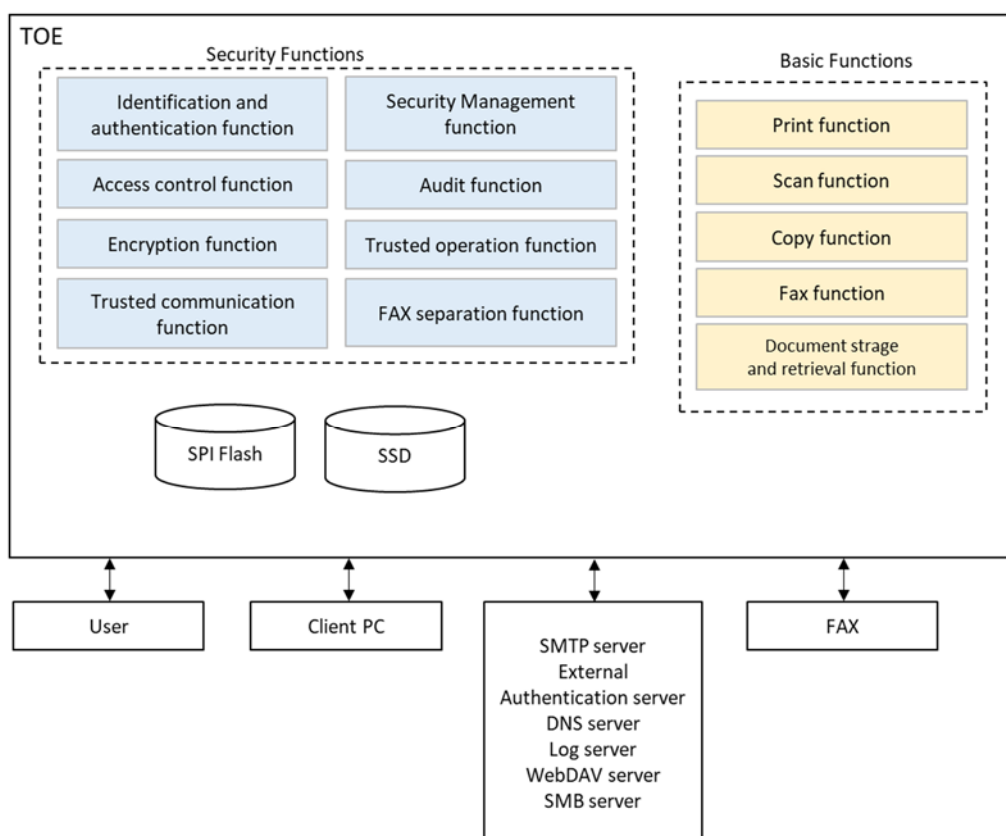 TOE
Security Functions
Identification and
authentication function
Security Management
function
Access control function
Audit function
Encryption function
Trusted operation function
Trusted communication
function
FAX separation function
Basic Functions
Print function
Scan function
Copy function
Fax function
Document strage
and retrieval function
SPI Flash
SSD
User
Client PC
SMTP server
External
Authentication server
DNS server
Log server
WebDAV server
SMB server
FAX